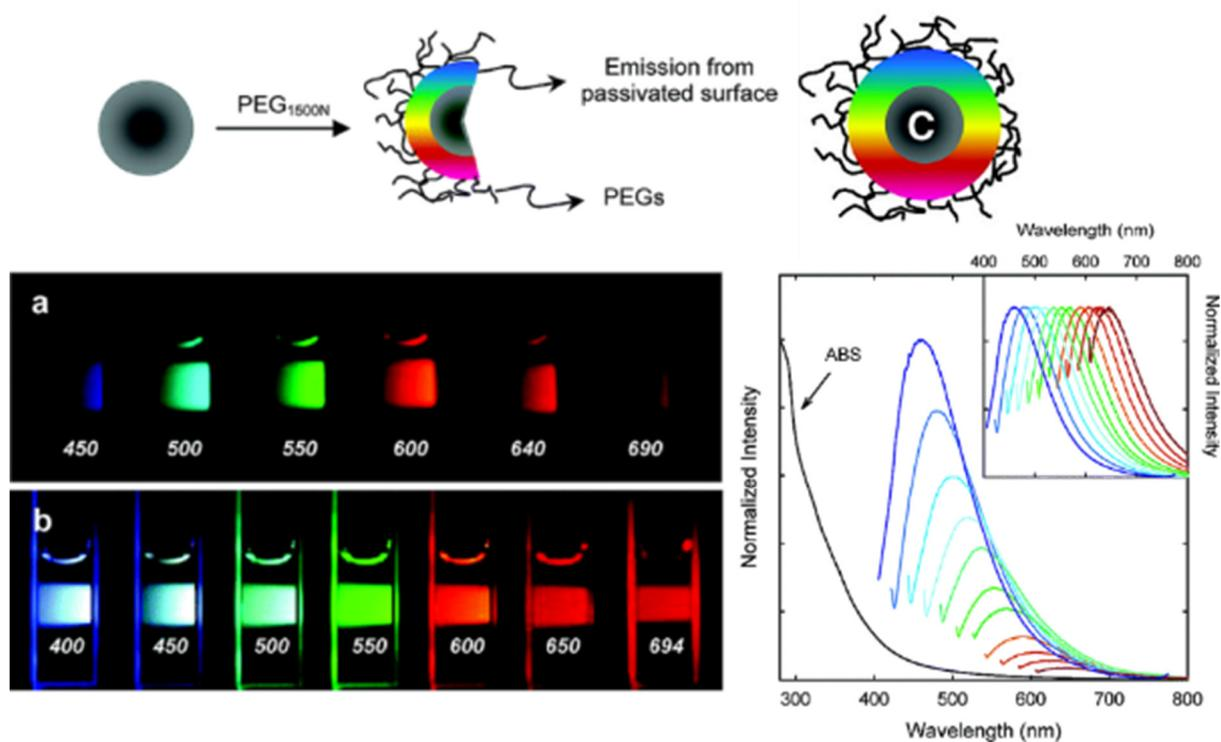 PEG1500N
Emission from
passivated surface
PEGs
C
a
450 500 550 600 640 690
b
400 450 500 550 600 650 694
Wavelength (nm)
400 500 600 700 800
Normalized Intensity
ABS
Normalized Intensity
300 400 500 600 700 800
Wavelength (nm)